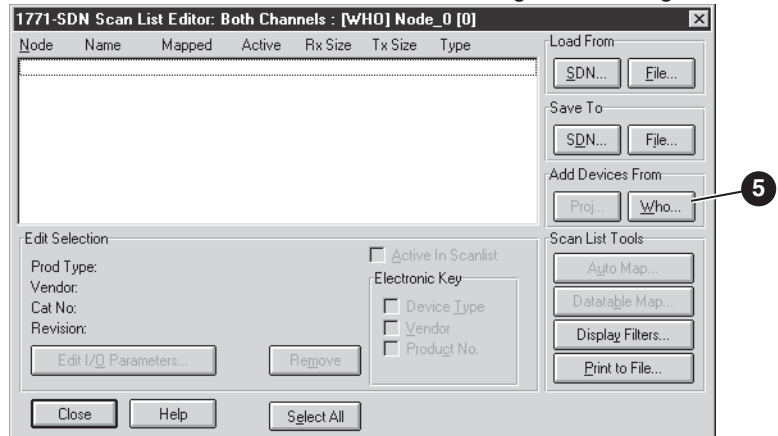 1771-SDN Scan List Editor: Both Channels : [WHO] Node_0 [0]
Node Name Mapped Active Rx Size Tx Size Type
Load From
SDN... File...
Save To
SDN... File...
Add Devices From
Proj... Who...
5
Edit Selection
Prod Type:
Vendor:
Cat No:
Revision:
Edit I/O Parameters... Remove
Active In Scanlist
Electronic Key
Device Type
Vendor
Product No.
Scan List Tools
Auto Map...
Datatable Map...
Display Filters...
Print to File...
Close Help Select All